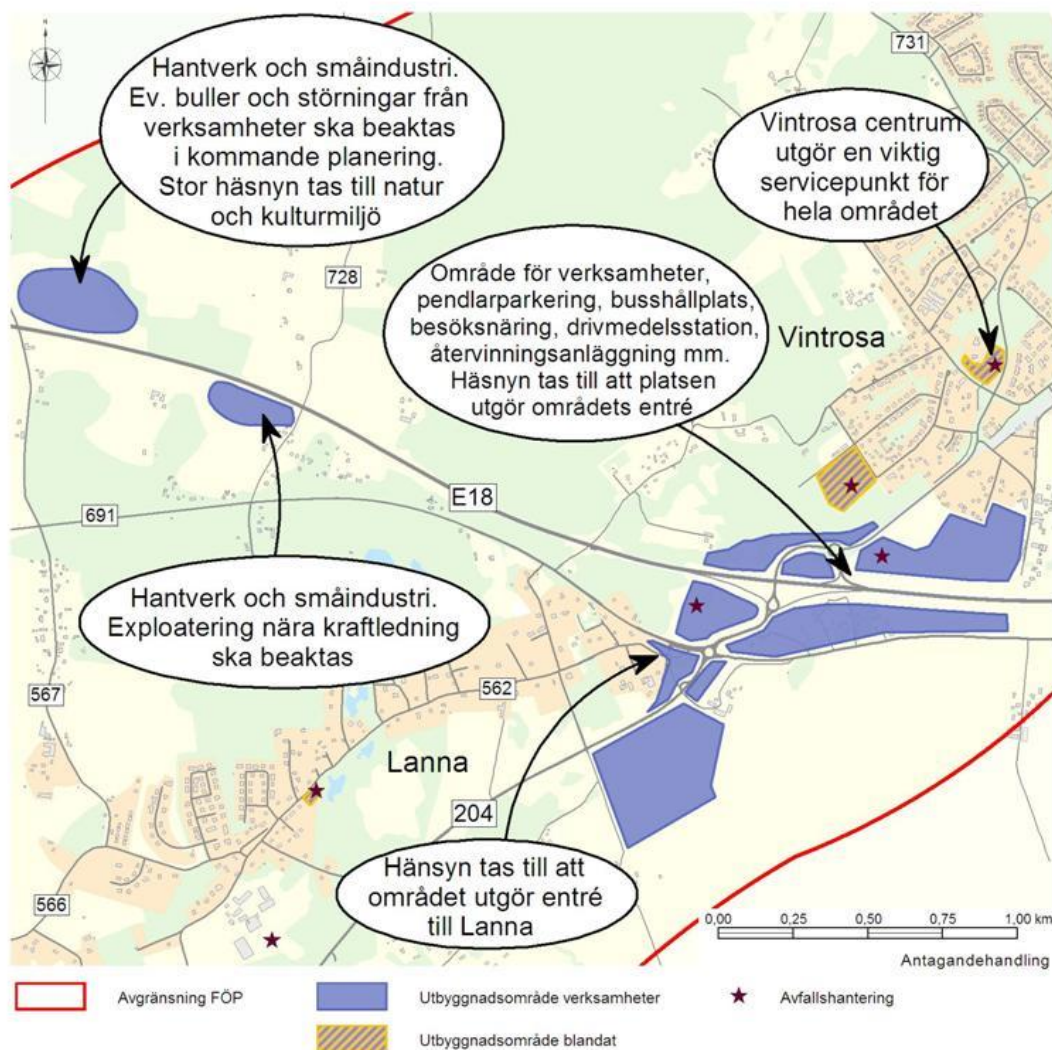 N
731
Hantverk och småindustri.
Ev. buller och störningar från
verksamheter ska beaktas
i kommande planering.
Stor häsnyn tas till natur
och kulturmiljö
Vintrosa centrum
utgör en viktig
servicepunkt för
hela området
728
Område för verksamheter,
pendlarparkering, busshållplats,
besöksnäring, drivmedelsstation,
återvinningsanläggning mm.
Häsnyn tas till att platsen
utgör områdets entré
Vintrosa
E18
691
Hantverk och småindustri.
Exploatering nära kraftledning
ska beaktas
567
562
Lanna
204
Hänsyn tas till att
området utgör entré
till Lanna
566
0,00 0,25 0,50 0,75 1,00 km
Antagandehandling
Avgränsning FÖP
Utbyggnadsområde verksamheter
Avfallshantering
Utbyggnadsområde blandat